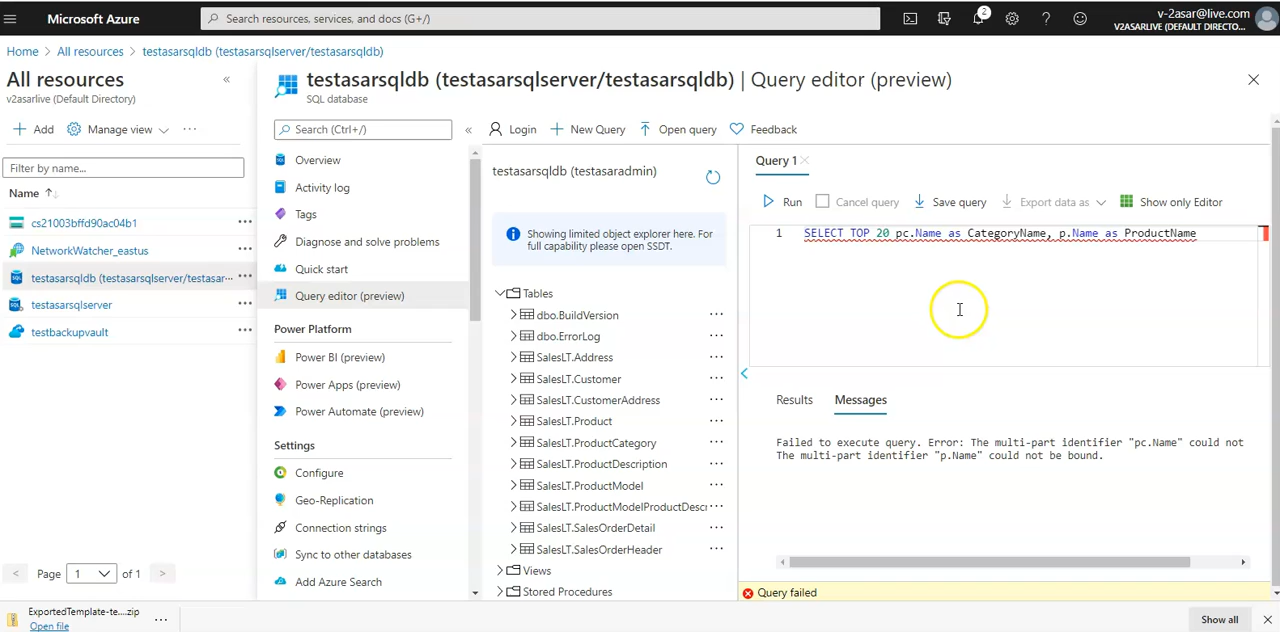 Microsoft Azure
Search resources, services, and docs (G+/)
2
v-2asar@live.com
V2ASARLIVE (DEFAULT DIRECTO...
Home > All resources > testasarsqldb (testasarsqlserver/testasarsqldb)
All resources
v2asarlive (Default Directory)
Add Manage view ...
Filter by name...
Name
cs21003bffd90ac04b1 ...
NetworkWatcher_eastus ...
testasarsqldb (testasarsqlserver/testasar... ...
testasarsqlserver ...
testbackupvault ...
< Page 1 of 1 >
testasarsqldb (testasarsqlserver/testasarsqldb) | Query editor (preview)
SQL database
Search (Ctrl+/)
Overview
Activity log
Tags
Diagnose and solve problems
Quick start
Query editor (preview)
Power Platform
Power BI (preview)
Power Apps (preview)
Power Automate (preview)
Settings
Configure
Geo-Replication
Connection strings
Sync to other databases
Add Azure Search
Login New Query Open query Feedback
testasarsqldb (testasaradmin)
Showing limited object explorer here. For
full capability please open SSDT.
Tables
dbo.BuildVersion ...
dbo.ErrorLog ...
SalesLT.Address ...
SalesLT.Customer ...
SalesLT.CustomerAddress ...
SalesLT.Product ...
SalesLT.ProductCategory ...
SalesLT.ProductDescription ...
SalesLT.ProductModel ...
SalesLT.ProductModelProductDescr...
SalesLT.SalesOrderDetail ...
SalesLT.SalesOrderHeader ...
Views
Stored Procedures
Query 1
Run Cancel query Save query Export data as Show only Editor
1 SELECT TOP 20 pc.Name as CategoryName, p.Name as ProductName
Results Messages
Failed to execute query. Error: The multi-part identifier "pc.Name" could not
The multi-part identifier "p.Name" could not be bound.
Query failed
ExportedTemplate-te....zip
Open file
...
Show all